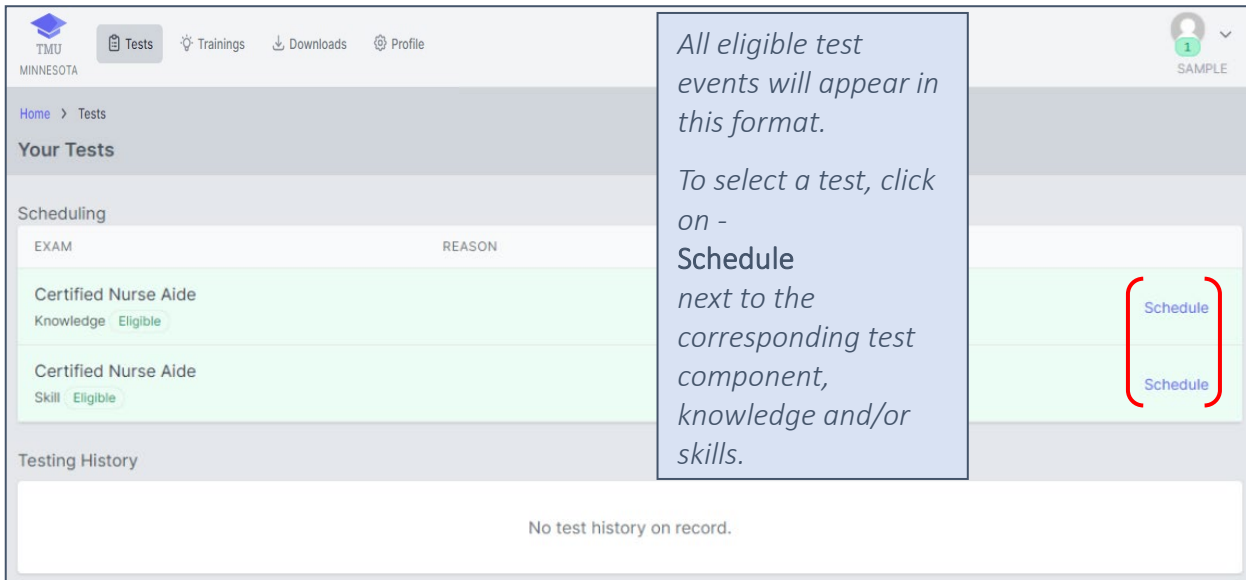 TMU
MINNESOTA
Tests
Trainings
Downloads
Profile
1
SAMPLE
Home > Tests
Your Tests
Scheduling
EXAM REASON
Certified Nurse Aide
Knowledge Eligible
Schedule
Certified Nurse Aide
Skill Eligible
Schedule
Testing History
No test history on record.
All eligible test
events will appear in
this format.
To select a test, click
on -
Schedule
next to the
corresponding test
component,
knowledge and/or
skills.